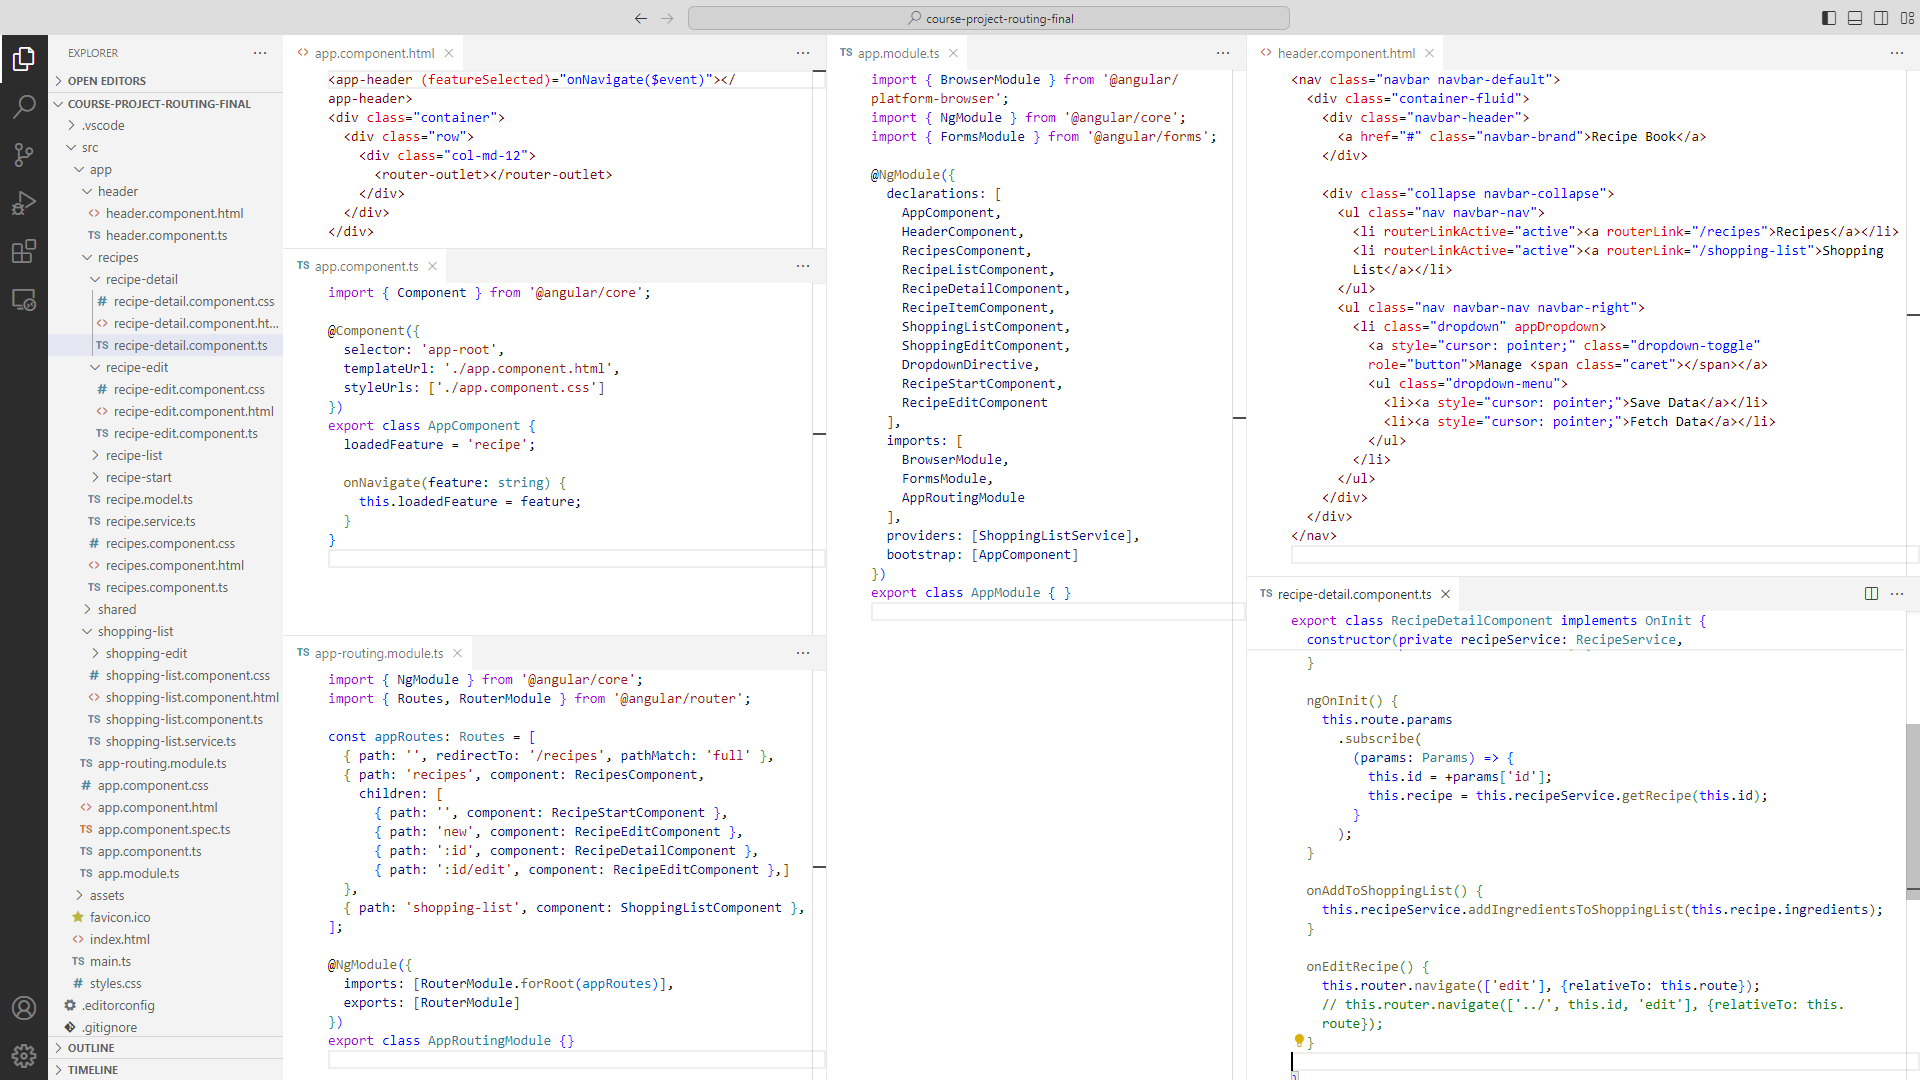 course-project-routing-final
EXPLORER
OPEN EDITORS
COURSE-PROJECT-ROUTING-FINAL
.vscode
src
app
header
header.component.html
header.component.ts
recipes
recipe-detail
recipe-detail.component.css
recipe-detail.component.ht...
recipe-detail.component.ts
recipe-edit
recipe-edit.component.css
recipe-edit.component.html
recipe-edit.component.ts
recipe-list
recipe-start
recipe.model.ts
recipe.service.ts
recipes.component.css
recipes.component.html
recipes.component.ts
shared
shopping-list
shopping-edit
shopping-list.component.css
shopping-list.component.html
shopping-list.component.ts
shopping-list.service.ts
app-routing.module.ts
app.component.css
app.component.html
app.component.spec.ts
app.component.ts
app.module.ts
assets
favicon.ico
index.html
main.ts
styles.css
.editorconfig
.gitignore
OUTLINE
TIMELINE
app.component.html
<app-header (featureSelected)="onNavigate($event)"></
app-header>
<div class="container">
<div class="row">
<div class="col-md-12">
<router-outlet></router-outlet>
</div>
</div>
</div>
TS app.component.ts
import { Component } from '@angular/core';
@Component({
selector: 'app-root',
templateUrl: './app.component.html',
styleUrls: ['./app.component.css']
})
export class AppComponent {
loadedFeature = 'recipe';
onNavigate(feature: string) {
this.loadedFeature = feature;
}
}
TS app-routing.module.ts
import { NgModule } from '@angular/core';
import { Routes, RouterModule } from '@angular/router';
const appRoutes: Routes = [
{ path: '', redirectTo: '/recipes', pathMatch: 'full' },
{ path: 'recipes', component: RecipesComponent,
children: [
{ path: '', component: RecipeStartComponent },
{ path: 'new', component: RecipeEditComponent },
{ path: ':id', component: RecipeDetailComponent },
{ path: ':id/edit', component: RecipeEditComponent },]
},
{ path: 'shopping-list', component: ShoppingListComponent },
];
@NgModule({
imports: [RouterModule.forRoot(appRoutes)],
exports: [RouterModule]
})
export class AppRoutingModule {}
TS app.module.ts
import { BrowserModule } from '@angular/
platform-browser';
import { NgModule } from '@angular/core';
import { FormsModule } from '@angular/forms';
@NgModule({
declarations: [
AppComponent,
HeaderComponent,
RecipesComponent,
RecipeListComponent,
RecipeDetailComponent,
RecipeItemComponent,
ShoppingListComponent,
ShoppingEditComponent,
DropdownDirective,
RecipeStartComponent,
RecipeEditComponent
],
imports: [
BrowserModule,
FormsModule,
AppRoutingModule
],
providers: [ShoppingListService],
bootstrap: [AppComponent]
})
export class AppModule { }
header.component.html
<nav class="navbar navbar-default">
<div class="container-fluid">
<div class="navbar-header">
<a href="#" class="navbar-brand">Recipe Book</a>
</div>
<div class="collapse navbar-collapse">
<ul class="nav navbar-nav">
<li routerLinkActive="active"><a routerLink="/recipes">Recipes</a></li>
<li routerLinkActive="active"><a routerLink="/shopping-list">Shopping
List</a></li>
</ul>
<ul class="nav navbar-nav navbar-right">
<li class="dropdown" appDropdown>
<a style="cursor: pointer;" class="dropdown-toggle"
role="button">Manage <span class="caret"></span></a>
<ul class="dropdown-menu">
<li><a style="cursor: pointer;">Save Data</a></li>
<li><a style="cursor: pointer;">Fetch Data</a></li>
</ul>
</li>
</ul>
</div>
</div>
</nav>
TS recipe-detail.component.ts
export class RecipeDetailComponent implements OnInit {
constructor(private recipeService: RecipeService,
}
ngOnInit() {
this.route.params
.subscribe(
(params: Params) => {
this.id = +params['id'];
this.recipe = this.recipeService.getRecipe(this.id);
}
);
}
onAddToShoppingList() {
this.recipeService.addIngredientsToShoppingList(this.recipe.ingredients);
}
onEditRecipe() {
this.router.navigate(['edit'], {relativeTo: this.route});
// this.router.navigate(['../', this.id, 'edit'], {relativeTo: this.
route});
}